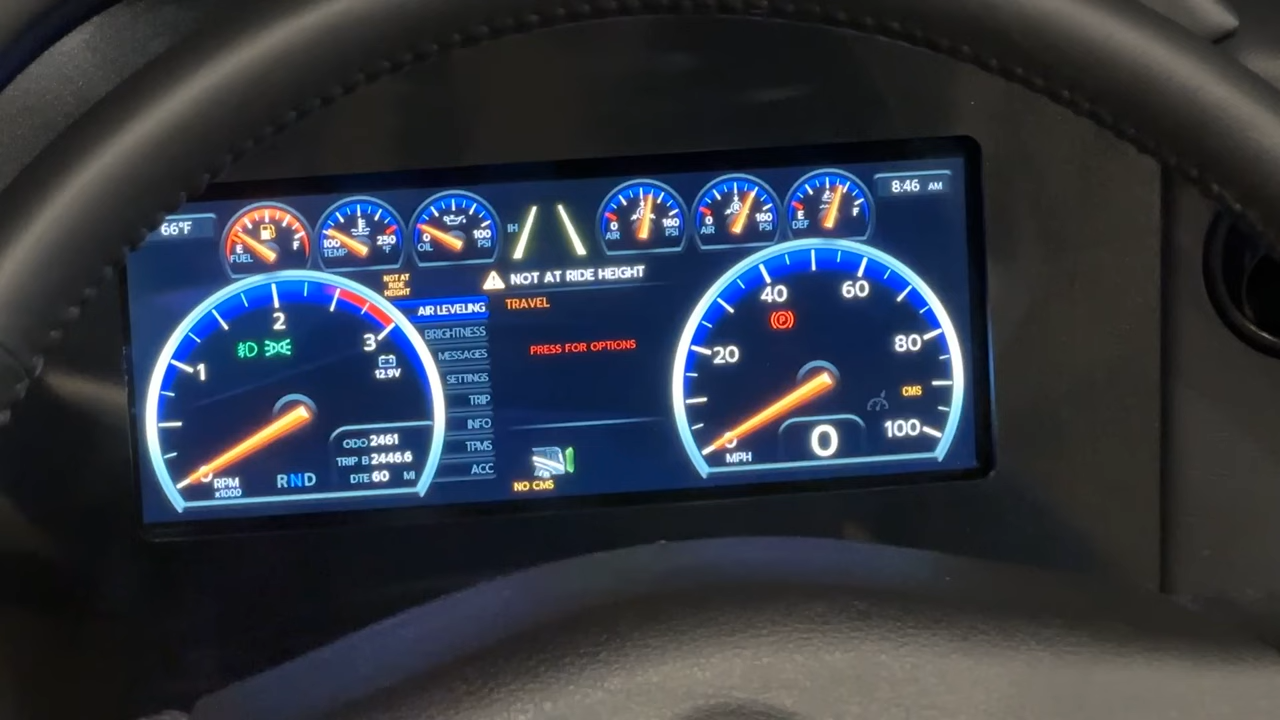 66°F
E F
FUEL
100 250
TEMP °F
0 100
OIL PSI
IH
0 160
AIR PSI
0 R 160
AIR PSI
E F
DEF
8:46 AM
NOT AT
RIDE
HEIGHT
NOT AT RIDE HEIGHT
TRAVEL
PRESS FOR OPTIONS
AIR LEVELING
BRIGHTNESS
MESSAGES
SETTINGS
TRIP
INFO
TPMS
ACC
NO CMS
0 1 2 3
12.9V
ODO 2461
TRIP B 2446.6
DTE 60 MI
RPM
x1000
RND
0 20 40 60 80 100
P
CMS
MPH
0